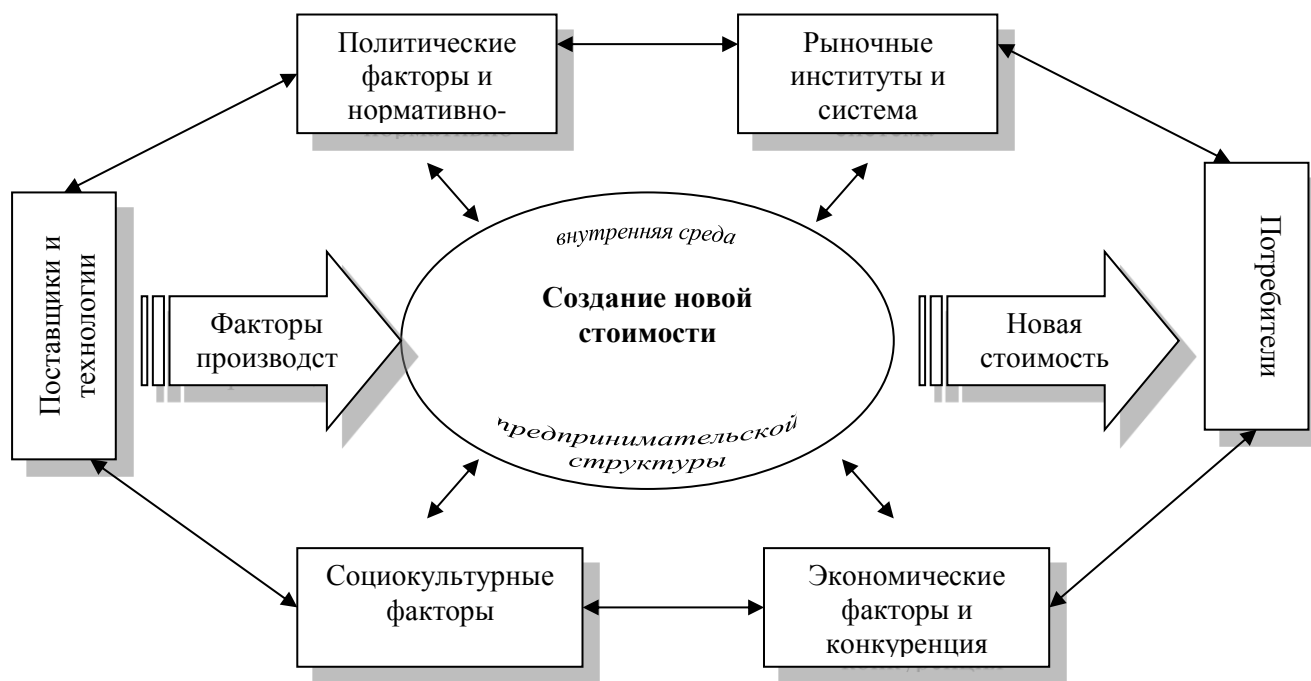 Политические
факторы и
нормативно-
Рыночные
институты и
система
Поставщики и
технологии
Факторы
производст
внутренняя среда
Создание новой
стоимости
предпринимательской
структуры
Новая
стоимость
Потребители
Социокультурные
факторы
Экономические
факторы и
конкуренция